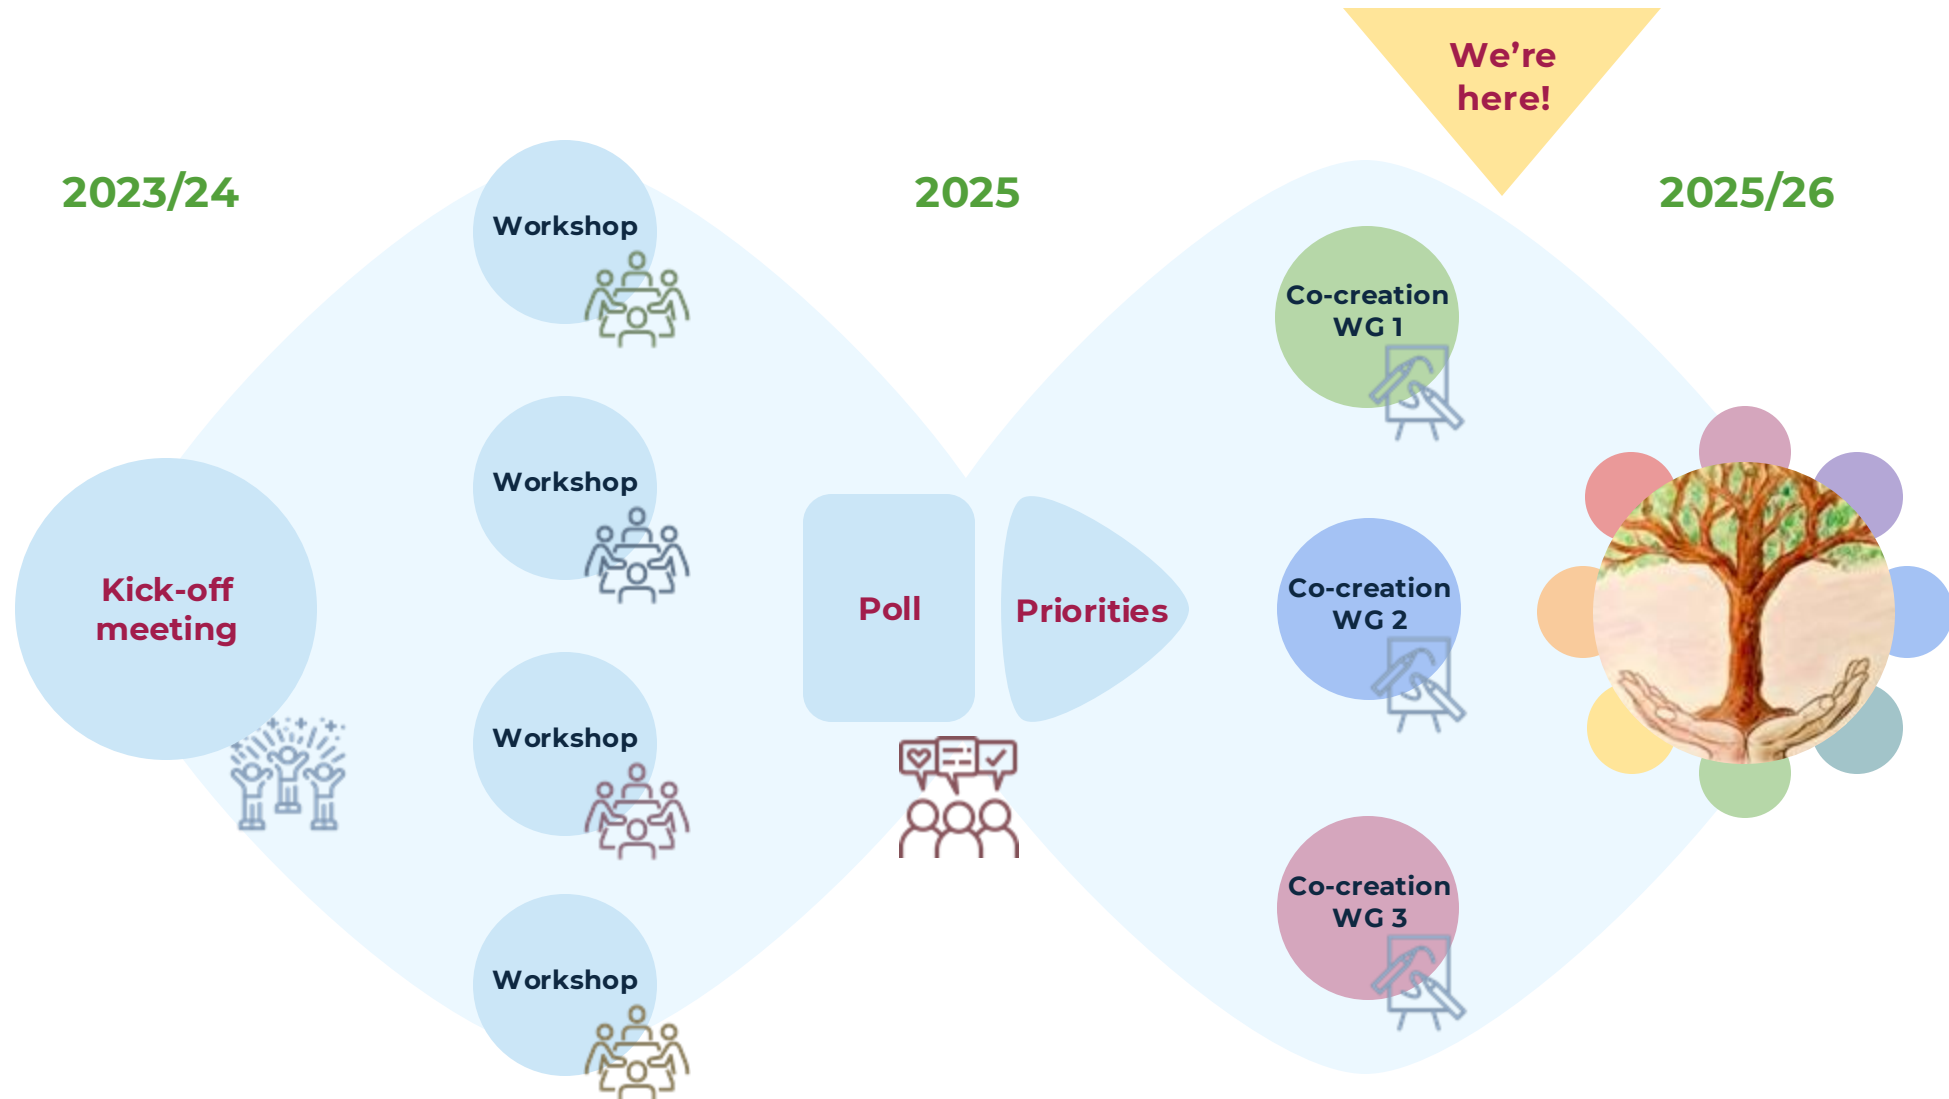 We’re
here!
2023/24
2025
2025/26
Kick-off
meeting
Workshop
Workshop
Workshop
Workshop
Poll
Priorities
Co-creation
WG 1
Co-creation
WG 2
Co-creation
WG 3